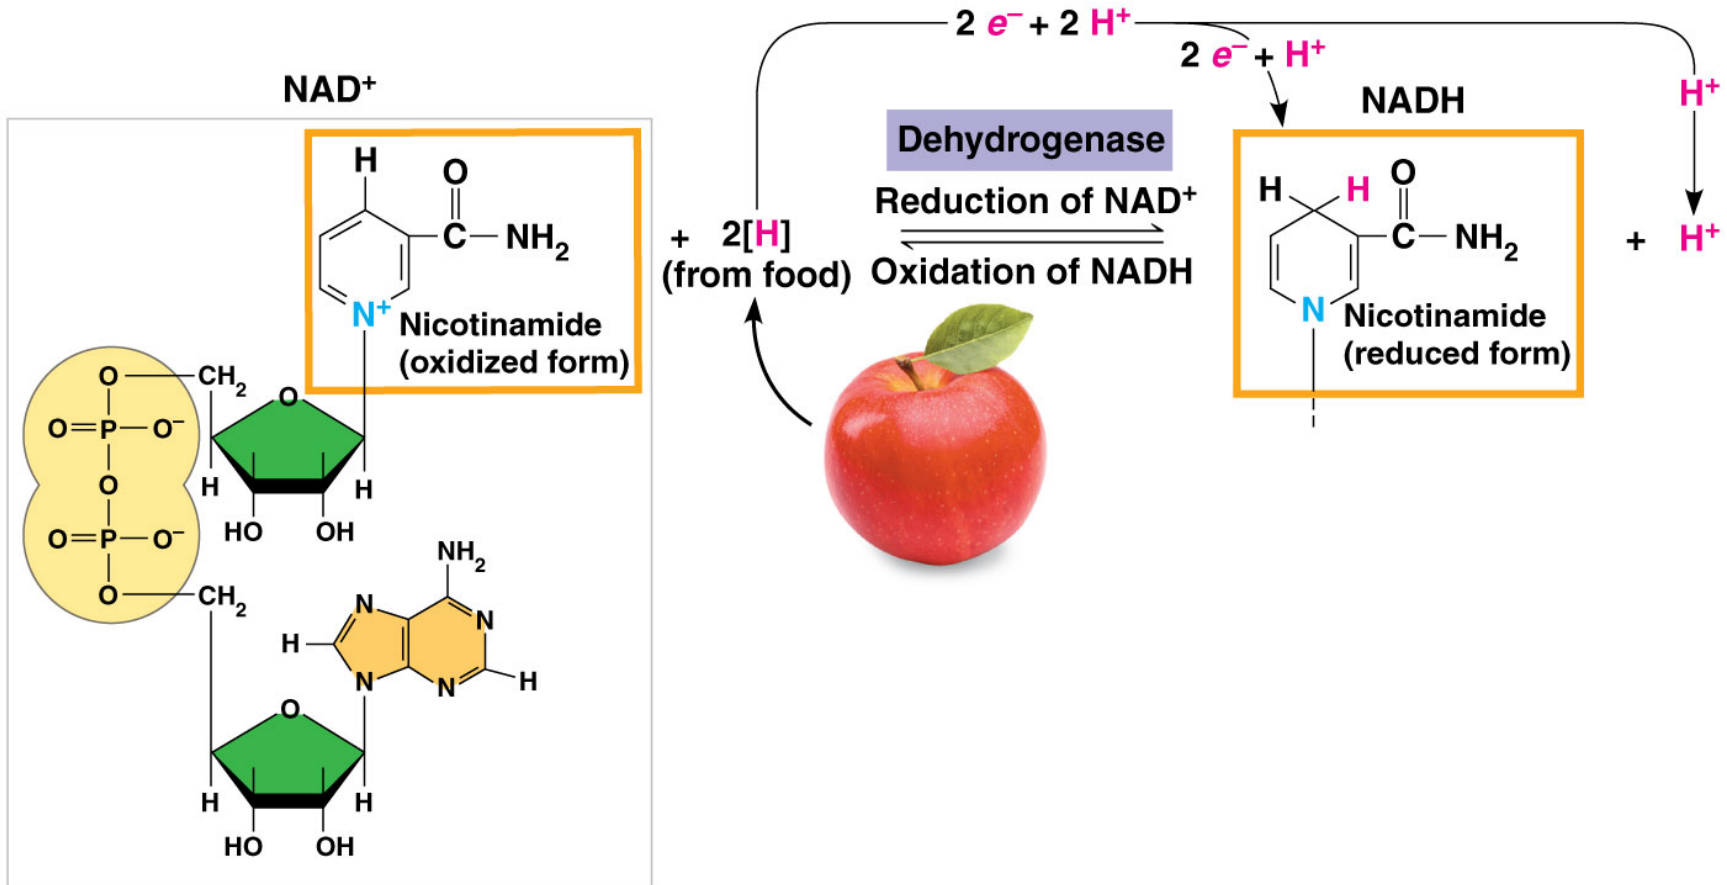 2 e⁻ + 2 H⁺
2 e⁻ + H⁺
NAD⁺
NADH
H⁺
Dehydrogenase
Reduction of NAD⁺
Oxidation of NADH
+ 2[H]
(from food)
H
O
C
NH₂
N⁺
Nicotinamide
(oxidized form)
H
H
O
C
NH₂
N
Nicotinamide
(reduced form)
+ H⁺
O
CH₂
O
O=P—O⁻
H
H
O
HO
OH
O=P—O⁻
O
CH₂
NH₂
N
N
H
N
N
H
O
H
H
HO
OH